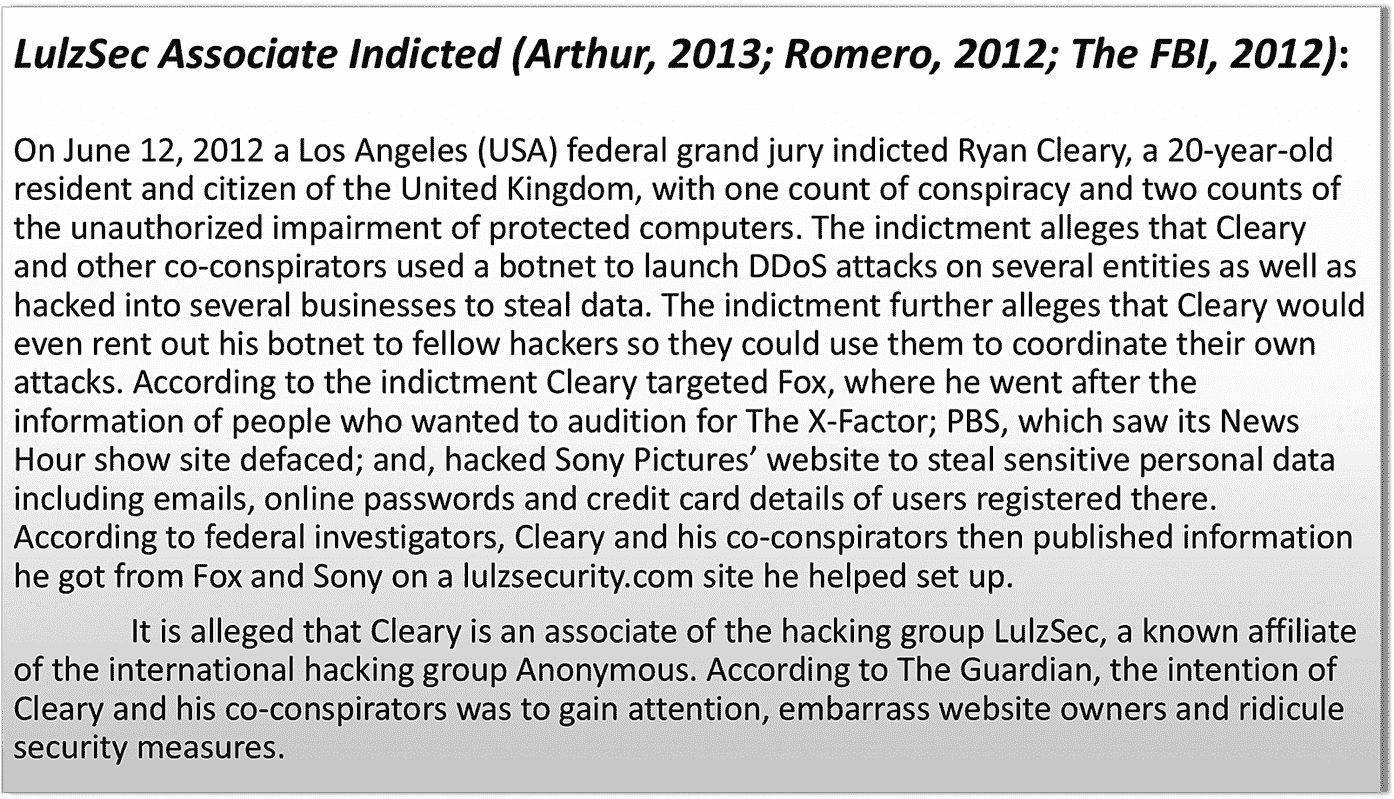 LulzSec Associate Indicted (Arthur, 2013; Romero, 2012; The FBI, 2012):
On June 12, 2012 a Los Angeles (USA) federal grand jury indicted Ryan Cleary, a 20-year-old
resident and citizen of the United Kingdom, with one count of conspiracy and two counts of
the unauthorized impairment of protected computers. The indictment alleges that Cleary
and other co-conspirators used a botnet to launch DDoS attacks on several entities as well as
hacked into several businesses to steal data. The indictment further alleges that Cleary would
even rent out his botnet to fellow hackers so they could use them to coordinate their own
attacks. According to the indictment Cleary targeted Fox, where he went after the
information of people who wanted to audition for The X-Factor; PBS, which saw its News
Hour show site defaced; and, hacked Sony Pictures’ website to steal sensitive personal data
including emails, online passwords and credit card details of users registered there.
According to federal investigators, Cleary and his co-conspirators then published information
he got from Fox and Sony on a lulzsecurity.com site he helped set up.
It is alleged that Cleary is an associate of the hacking group LulzSec, a known affiliate
of the international hacking group Anonymous. According to The Guardian, the intention of
Cleary and his co-conspirators was to gain attention, embarrass website owners and ridicule
security measures.